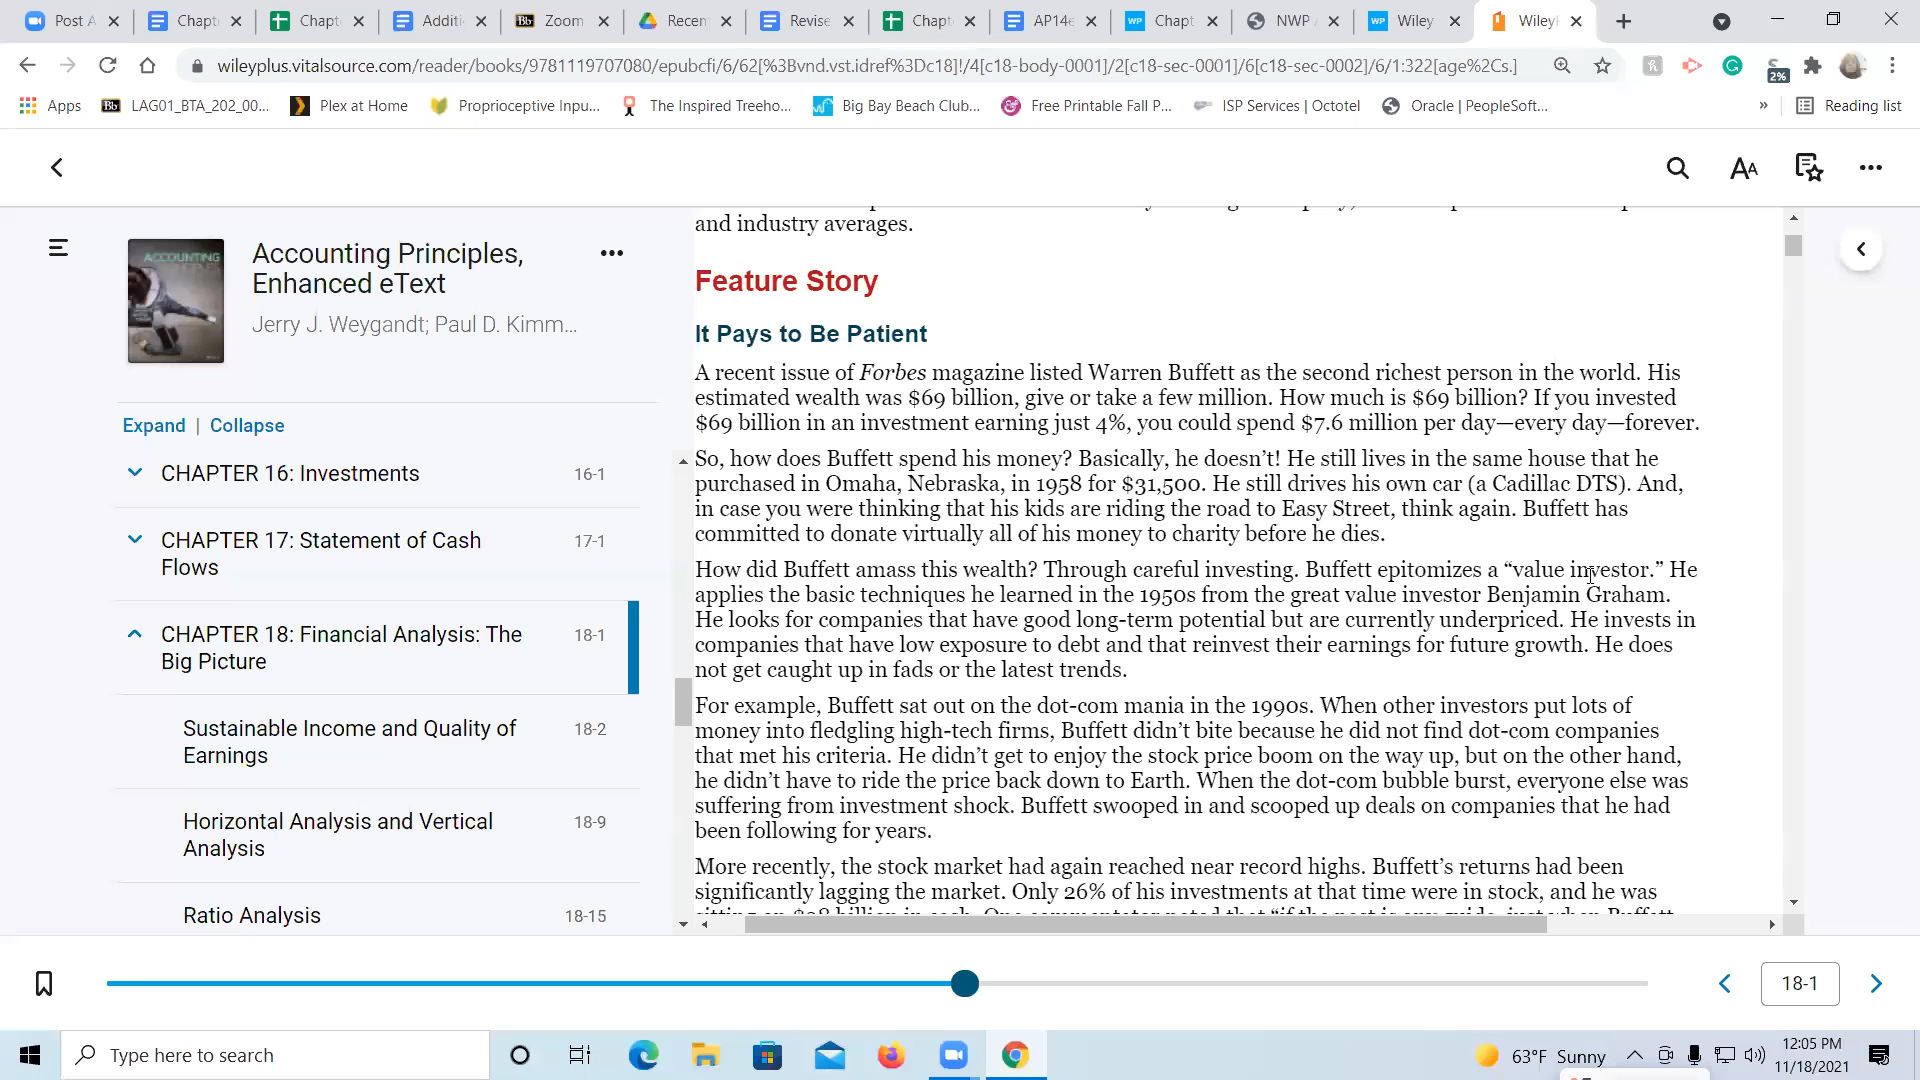 Post A
Chapt
Chapt
Additi
Bb Zoom
Recen
Revise
Chapt
AP14e
WP Chapt
NWP
WP Wiley
Wiley
wileyplus.vitalsource.com/reader/books/9781119707080/epubcfi/6/62[%3Bvnd.vst.idref%3Dc18]!/4[c18-body-0001]/2[c18-sec-0001]/6[c18-sec-0002]/6/1:322[age%2Cs.]
2%
Apps
Bb LAG01_BTA_202_00...
Plex at Home
Proprioceptive Inpu...
The Inspired Treeho...
Big Bay Beach Club...
Free Printable Fall P...
ISP Services | Octotel
Oracle | PeopleSoft...
»
Reading list
AA
ACCOUNTING
Accounting Principles,
Enhanced eText
Jerry J. Weygandt; Paul D. Kimm...
Expand | Collapse
CHAPTER 16: Investments 16-1
CHAPTER 17: Statement of Cash 17-1
Flows
CHAPTER 18: Financial Analysis: The 18-1
Big Picture
Sustainable Income and Quality of 18-2
Earnings
Horizontal Analysis and Vertical 18-9
Analysis
Ratio Analysis 18-15
and industry averages.
Feature Story
It Pays to Be Patient
A recent issue of Forbes magazine listed Warren Buffett as the second richest person in the world. His
estimated wealth was $69 billion, give or take a few million. How much is $69 billion? If you invested
$69 billion in an investment earning just 4%, you could spend $7.6 million per day—every day—forever.
So, how does Buffett spend his money? Basically, he doesn’t! He still lives in the same house that he
purchased in Omaha, Nebraska, in 1958 for $31,500. He still drives his own car (a Cadillac DTS). And,
in case you were thinking that his kids are riding the road to Easy Street, think again. Buffett has
committed to donate virtually all of his money to charity before he dies.
How did Buffett amass this wealth? Through careful investing. Buffett epitomizes a “value investor.” He
applies the basic techniques he learned in the 1950s from the great value investor Benjamin Graham.
He looks for companies that have good long-term potential but are currently underpriced. He invests in
companies that have low exposure to debt and that reinvest their earnings for future growth. He does
not get caught up in fads or the latest trends.
For example, Buffett sat out on the dot-com mania in the 1990s. When other investors put lots of
money into fledgling high-tech firms, Buffett didn’t bite because he did not find dot-com companies
that met his criteria. He didn’t get to enjoy the stock price boom on the way up, but on the other hand,
he didn’t have to ride the price back down to Earth. When the dot-com bubble burst, everyone else was
suffering from investment shock. Buffett swooped in and scooped up deals on companies that he had
been following for years.
More recently, the stock market had again reached near record highs. Buffett’s returns had been
significantly lagging the market. Only 26% of his investments at that time were in stock, and he was
18-1
Type here to search
63°F Sunny
12:05 PM
11/18/2021